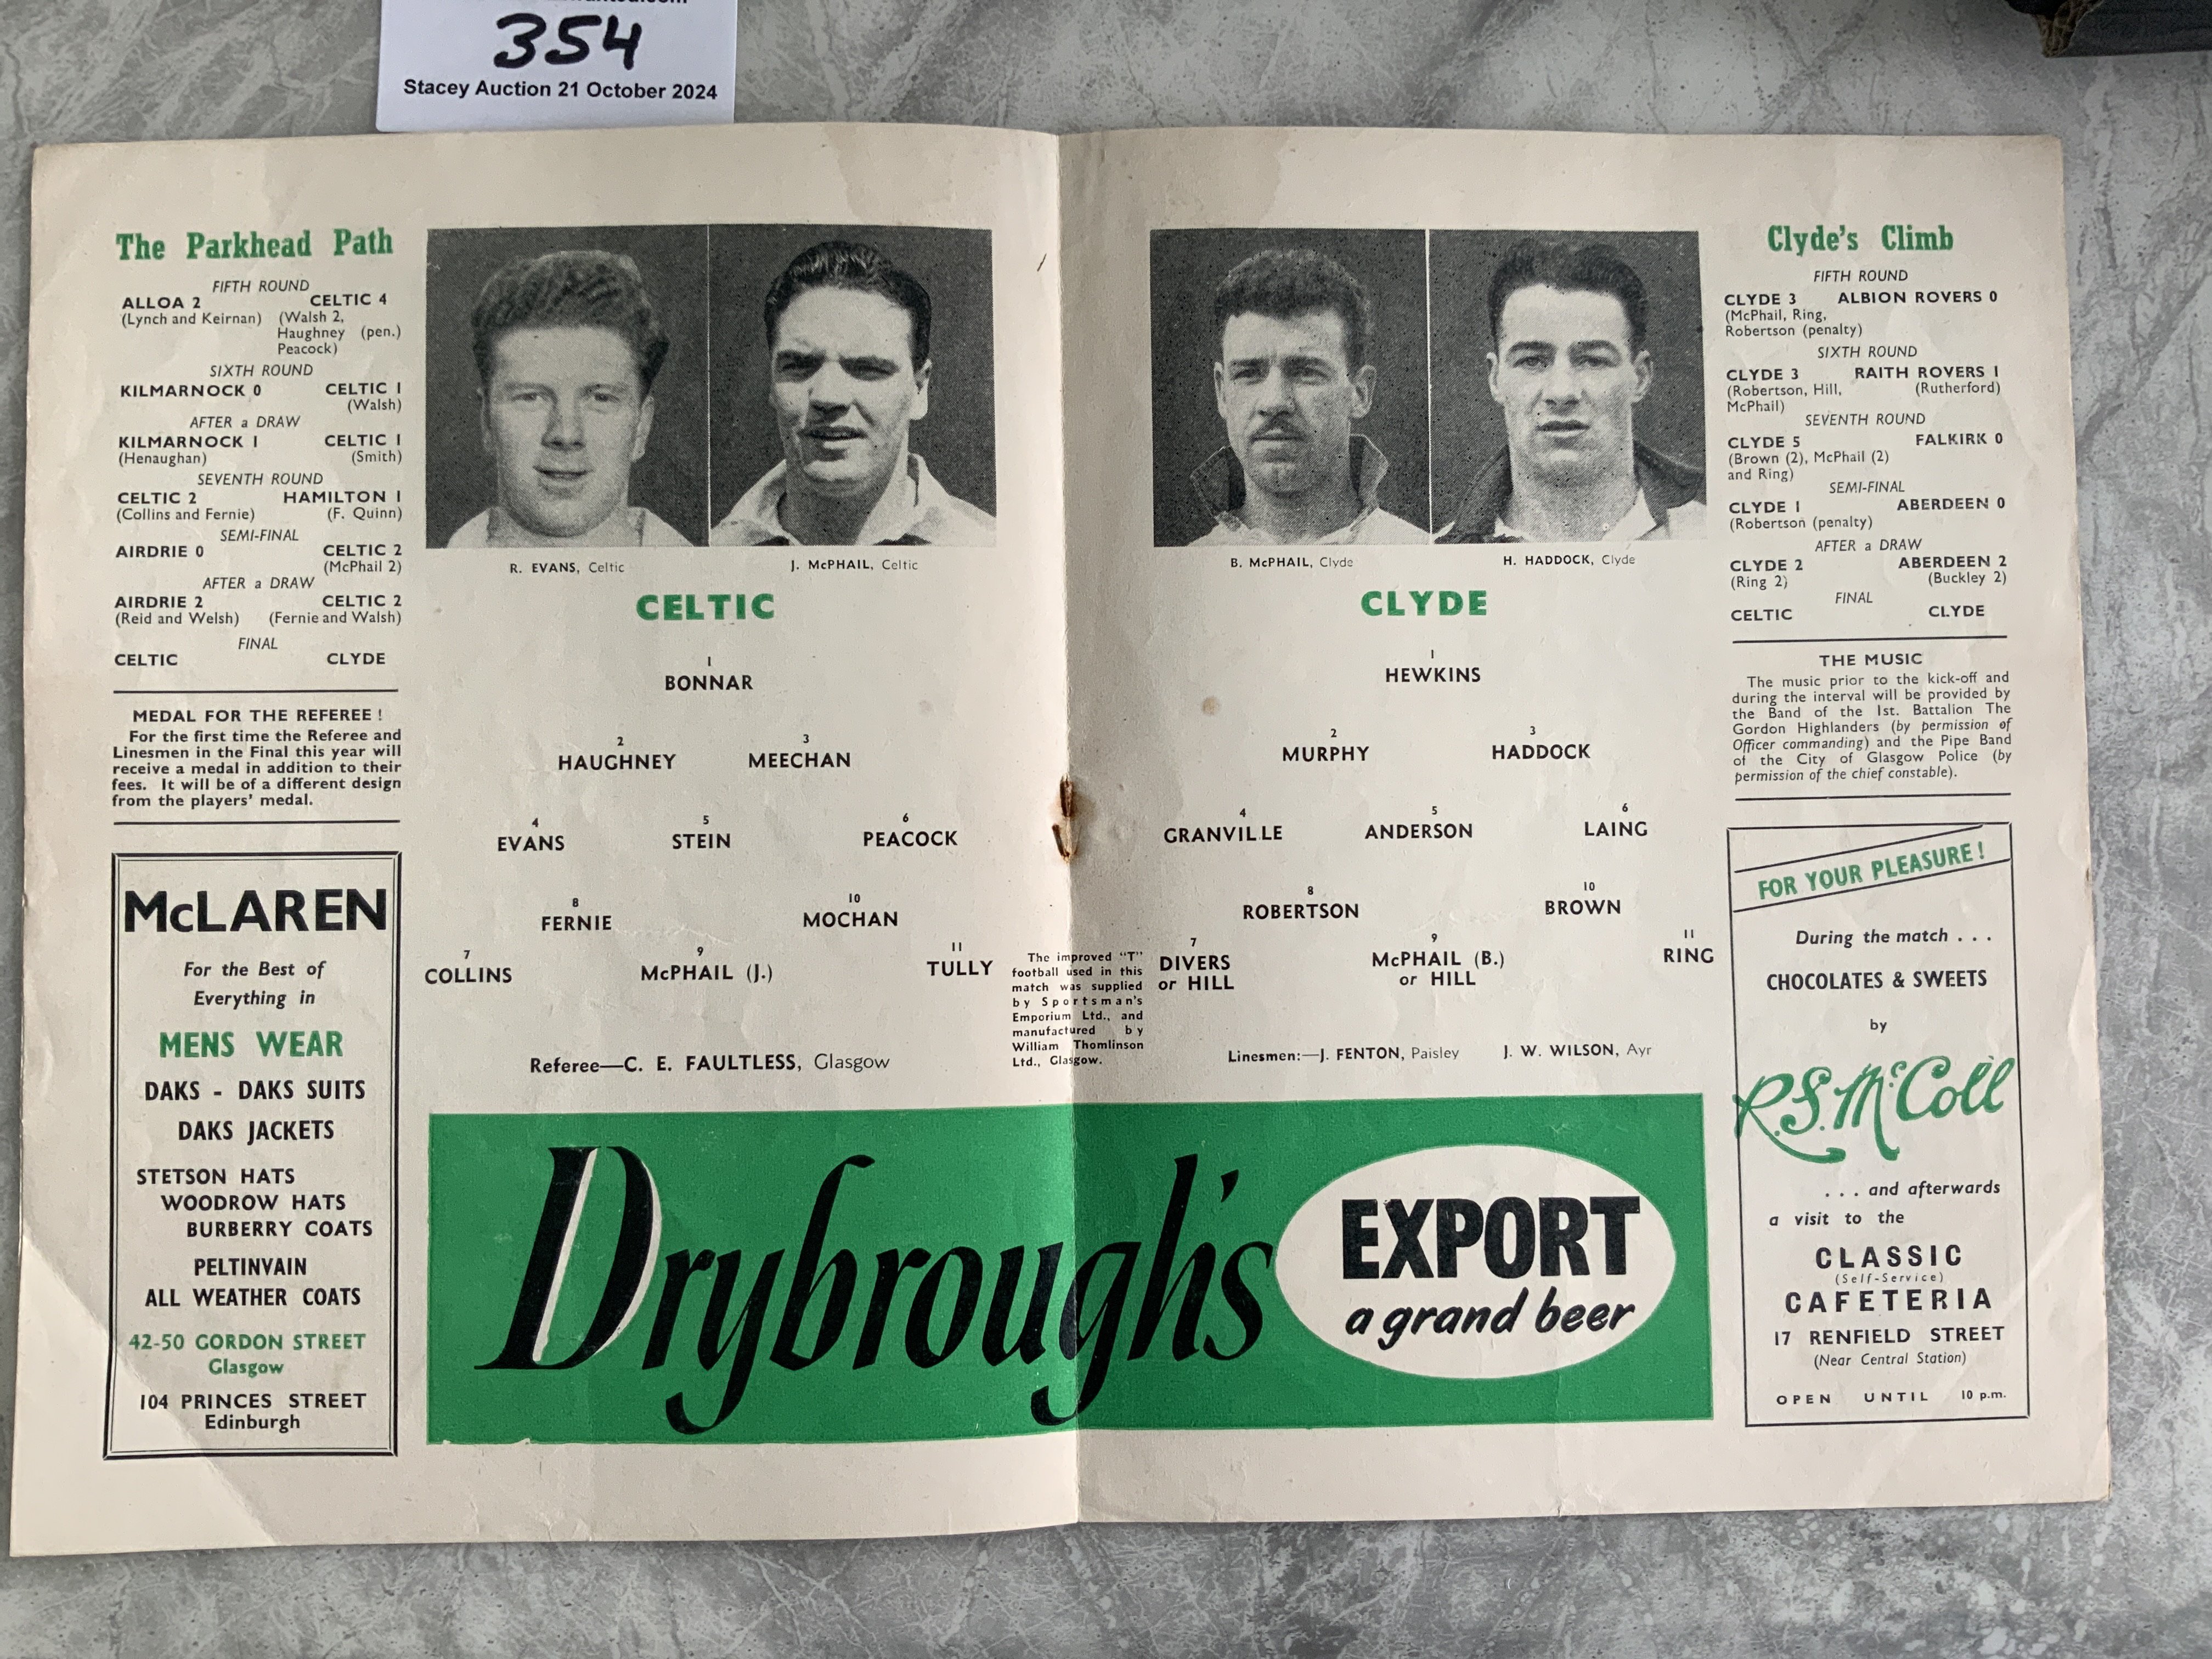 354
Stacey Auction 21 October 2024
The Parkhead Path
FIFTH ROUND
ALLOA 2 CELTIC 4
(Lynch and Keirnan) (Walsh 2,
Haughney (pen.)
Peacock)
SIXTH ROUND
KILMARNOCK 0 CELTIC 1
(Walsh)
AFTER a DRAW
KILMARNOCK 1 CELTIC 1
(Henaughan) (Smith)
SEVENTH ROUND
CELTIC 2 HAMILTON 1
(Collins and Fernie) (F. Quinn)
SEMI-FINAL
AIRDRIE 0 CELTIC 2
(McPhail 2)
AFTER a DRAW
AIRDRIE 2 CELTIC 2
(Reid and Welsh) (Fernie and Walsh)
FINAL
CELTIC CLYDE
MEDAL FOR THE REFEREE !
For the first time the Referee and
Linesmen in the Final this year will
receive a medal in addition to their
fees. It will be of a different design
from the players' medal.
McLAREN
For the Best of
Everything in
MENS WEAR
DAKS - DAKS SUITS
DAKS JACKETS
STETSON HATS
WOODROW HATS
BURBERRY COATS
PELTINVAIN
ALL WEATHER COATS
42-50 GORDON STREET
Glasgow
104 PRINCES STREET
Edinburgh
R. EVANS, Celtic
J. McPHAIL, Celtic
CELTIC
1
BONNAR
2 3
HAUGHNEY MEECHAN
4 5 6
EVANS STEIN PEACOCK
8 10
FERNIE MOCHAN
7 9 11
COLLINS McPHAIL (J.) TULLY
Referee—C. E. FAULTLESS, Glasgow
The improved "T"
football used in this
match was supplied
by Sportsman's
Emporium Ltd., and
manufactured by
William Thomlinson
Ltd., Glasgow.
B. McPHAIL, Clyde
H. HADDOCK, Clyde
CLYDE
1
HEWKINS
2 3
MURPHY HADDOCK
4 5 6
GRANVILLE ANDERSON LAING
8 10
ROBERTSON BROWN
7 9 11
DIVERS McPHAIL (B.) RING
or HILL or HILL
Linesmen:—J. FENTON, Paisley J. W. WILSON, Ayr
Drybrough's
EXPORT
a grand beer
Clyde's Climb
FIFTH ROUND
CLYDE 3 ALBION ROVERS 0
(McPhail, Ring,
Robertson (penalty)
SIXTH ROUND
CLYDE 3 RAITH ROVERS 1
(Robertson, Hill, (Rutherford)
McPhail)
SEVENTH ROUND
CLYDE 5 FALKIRK 0
(Brown (2), McPhail (2)
and Ring)
SEMI-FINAL
CLYDE 1 ABERDEEN 0
(Robertson (penalty)
AFTER a DRAW
CLYDE 2 ABERDEEN 2
(Ring 2) (Buckley 2)
FINAL
CELTIC CLYDE
THE MUSIC
The music prior to the kick-off and
during the interval will be provided by
the Band of the 1st. Battalion The
Gordon Highlanders (by permission of
Officer commanding) and the Pipe Band
of the City of Glasgow Police (by
permission of the chief constable).
FOR YOUR PLEASURE !
During the match . . .
CHOCOLATES & SWEETS
by
R.S. McColl
. . . and afterwards
a visit to the
CLASSIC
(Self-Service)
CAFETERIA
17 RENFIELD STREET
(Near Central Station)
OPEN UNTIL 10 p.m.